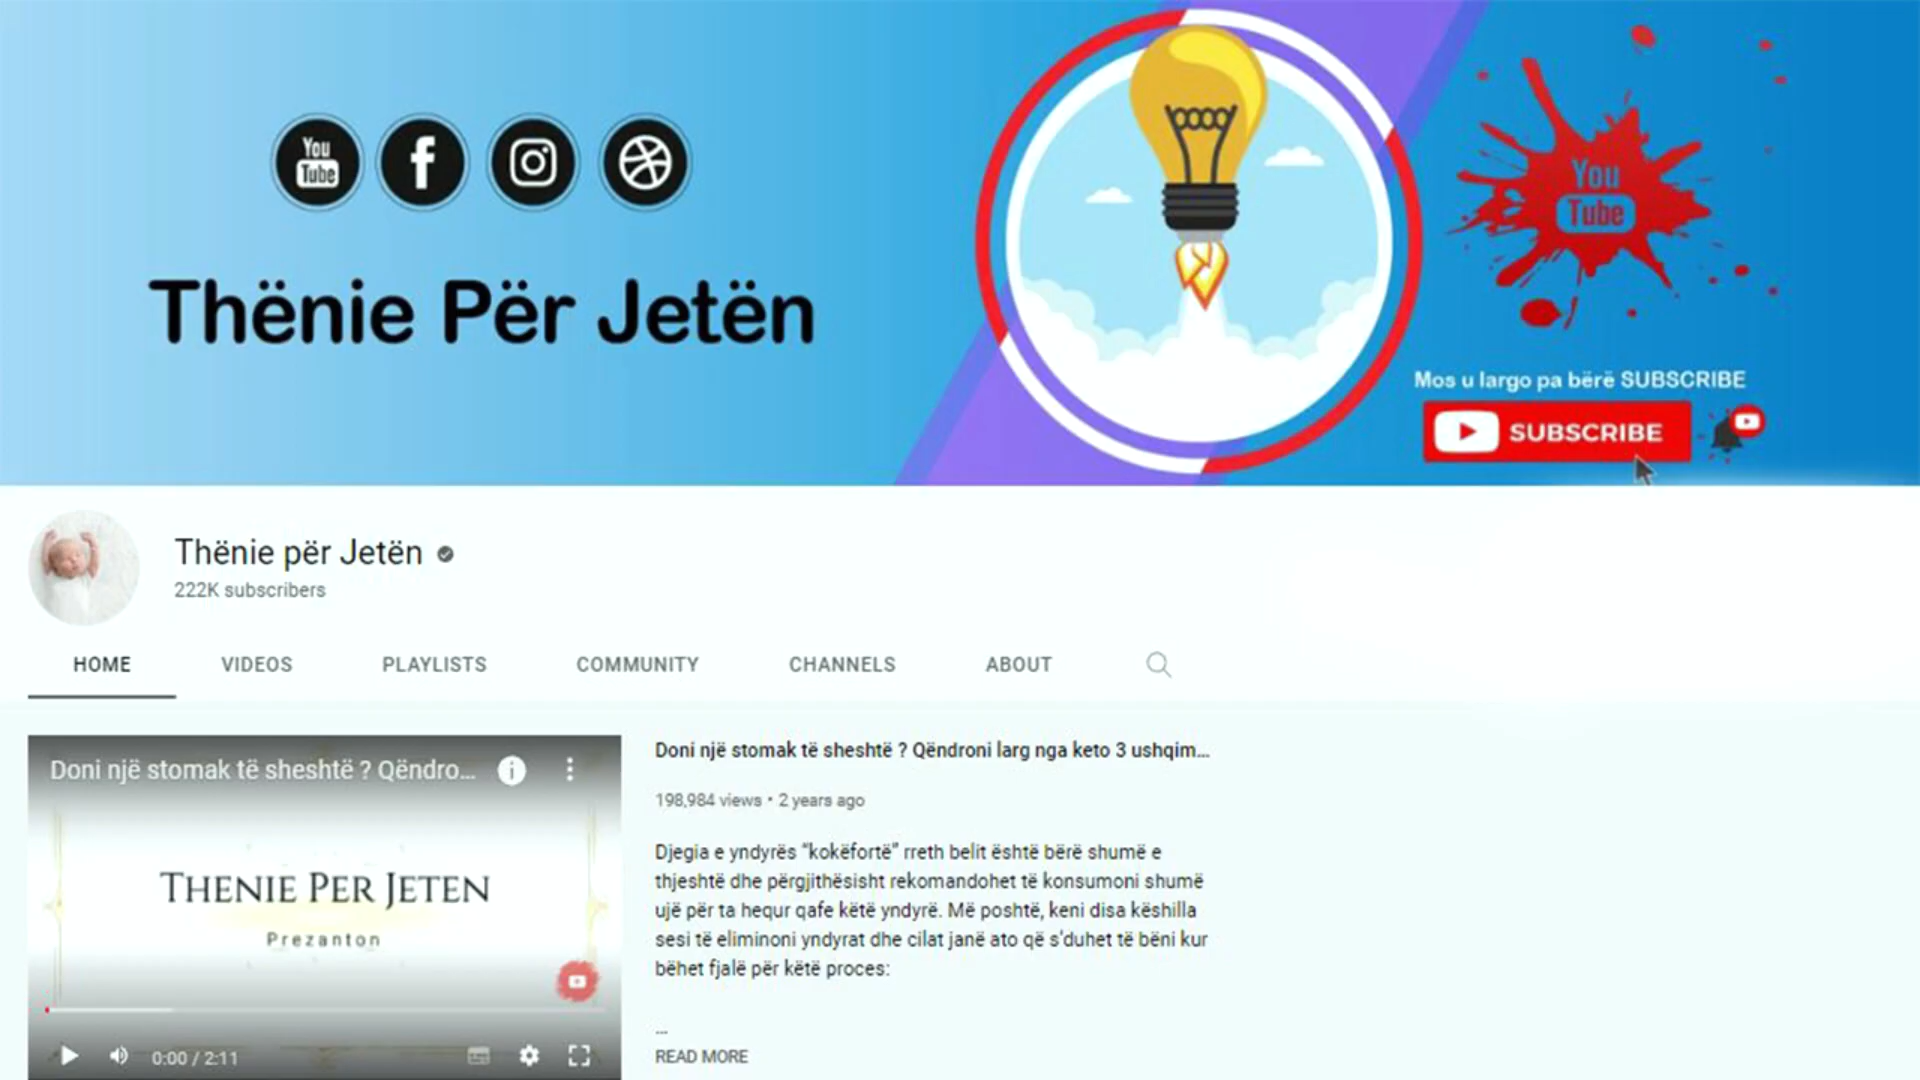 You
Tube
Thënie Për Jetën
You
Tube
Mos u largo pa bërë SUBSCRIBE
SUBSCRIBE
Thënie për Jetën
222K subscribers
HOME VIDEOS PLAYLISTS COMMUNITY CHANNELS ABOUT
Doni një stomak të sheshtë ? Qëndro...
THENIE PER JETEN
Prezanton
0:00 / 2:11
Doni një stomak të sheshtë ? Qëndroni larg nga keto 3 ushqim...
198,984 views • 2 years ago
Djegia e yndyrës “kokëfortë” rreth belit është bërë shumë e
thjeshtë dhe përgjithësisht rekomandohet të konsumoni shumë
ujë për ta hequr qafe këtë yndyrë. Më poshtë, keni disa këshilla
sesi të eliminoni yndyrat dhe cilat janë ato që s'duhet të bëni kur
bëhet fjalë për këtë proces:
...
READ MORE